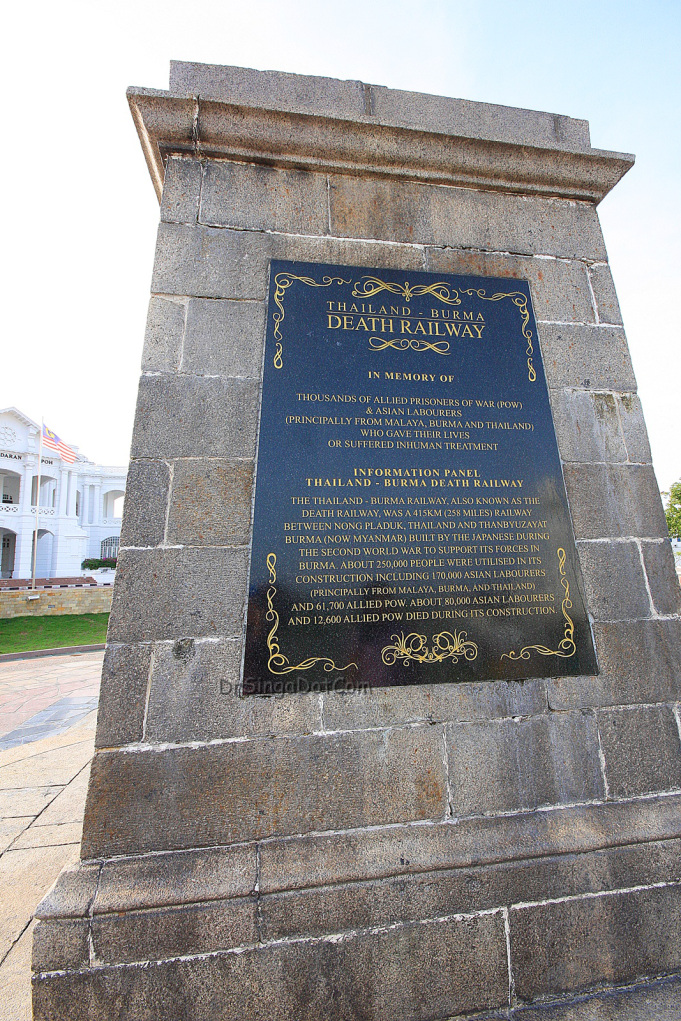 THAILAND - BURMA
DEATH RAILWAY
IN MEMORY OF
THOUSANDS OF ALLIED PRISONERS OF WAR (POW)
& ASIAN LABOURERS
(PRINCIPALLY FROM MALAYA, BURMA AND THAILAND)
WHO GAVE THEIR LIVES
OR SUFFERED INHUMAN TREATMENT
INFORMATION PANEL
THAILAND - BURMA DEATH RAILWAY
THE THAILAND - BURMA RAILWAY, ALSO KNOWN AS THE
DEATH RAILWAY, WAS A 415KM (258 MILES) RAILWAY
BETWEEN NONG PLADUK, THAILAND AND THANBYUZAYAT
BURMA (NOW MYANMAR) BUILT BY THE JAPANESE DURING
THE SECOND WORLD WAR TO SUPPORT ITS FORCES IN
BURMA. ABOUT 250,000 PEOPLE WERE UTILISED IN ITS
CONSTRUCTION INCLUDING 170,000 ASIAN LABOURERS
(PRINCIPALLY FROM MALAYA, BURMA, AND THAILAND)
AND 61,700 ALLIED POW. ABOUT 80,000 ASIAN LABOURERS
AND 12,600 ALLIED POW DIED DURING ITS CONSTRUCTION.
DrSingaDotCom